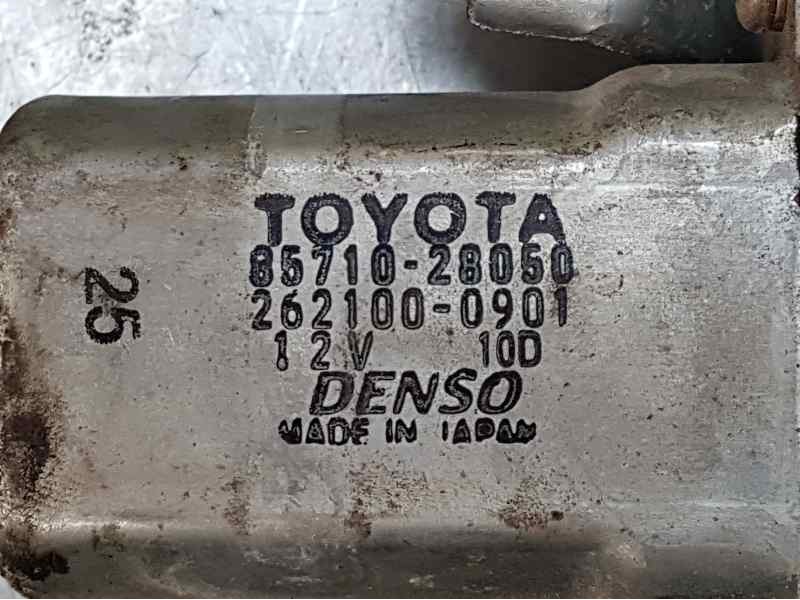 TOYOTA
85710-28050
262100-0901
12V 10D
DENSO
MADE IN JAPAN
25